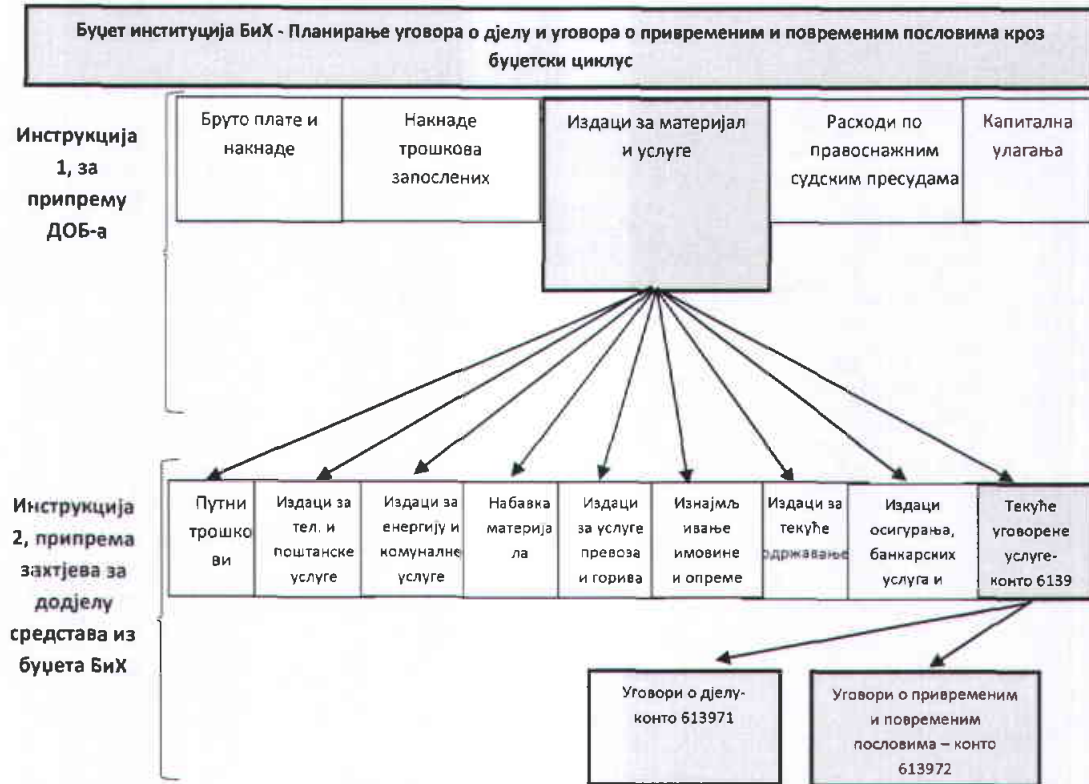 Буџет институција БиХ - Планирање уговора о дјелу и уговора о привременим и повременим пословима кроз
буџетски циклус
Инструкција
1, за
припрему
ДОБ-а
Бруто плате и
накнаде
Накнаде
трошкова
запослених
Издаци за материјал
и услуге
Расходи по
правоснажним
судским пресудама
Капитална
улагања
Инструкција
2, припрема
захтјева за
додјелу
средстава из
буџета БиХ
Путни
трошко
ви
Издаци за
тел. и
поштанске
услуге
Издаци за
енергију и
комуналне
услуге
Набавка
материја
ла
Издаци
за услуге
превоза
и горива
Изнајмљ
ивање
имовине
и опреме
Издаци за
текуће
одржавање
Издаци
осигурања,
банкарских
услуга и
Текуће
уговорене
услуге-
конто 6139
Уговори о дјелу-
конто 613971
Уговори о привременим
и повременим
пословима – конто
613972